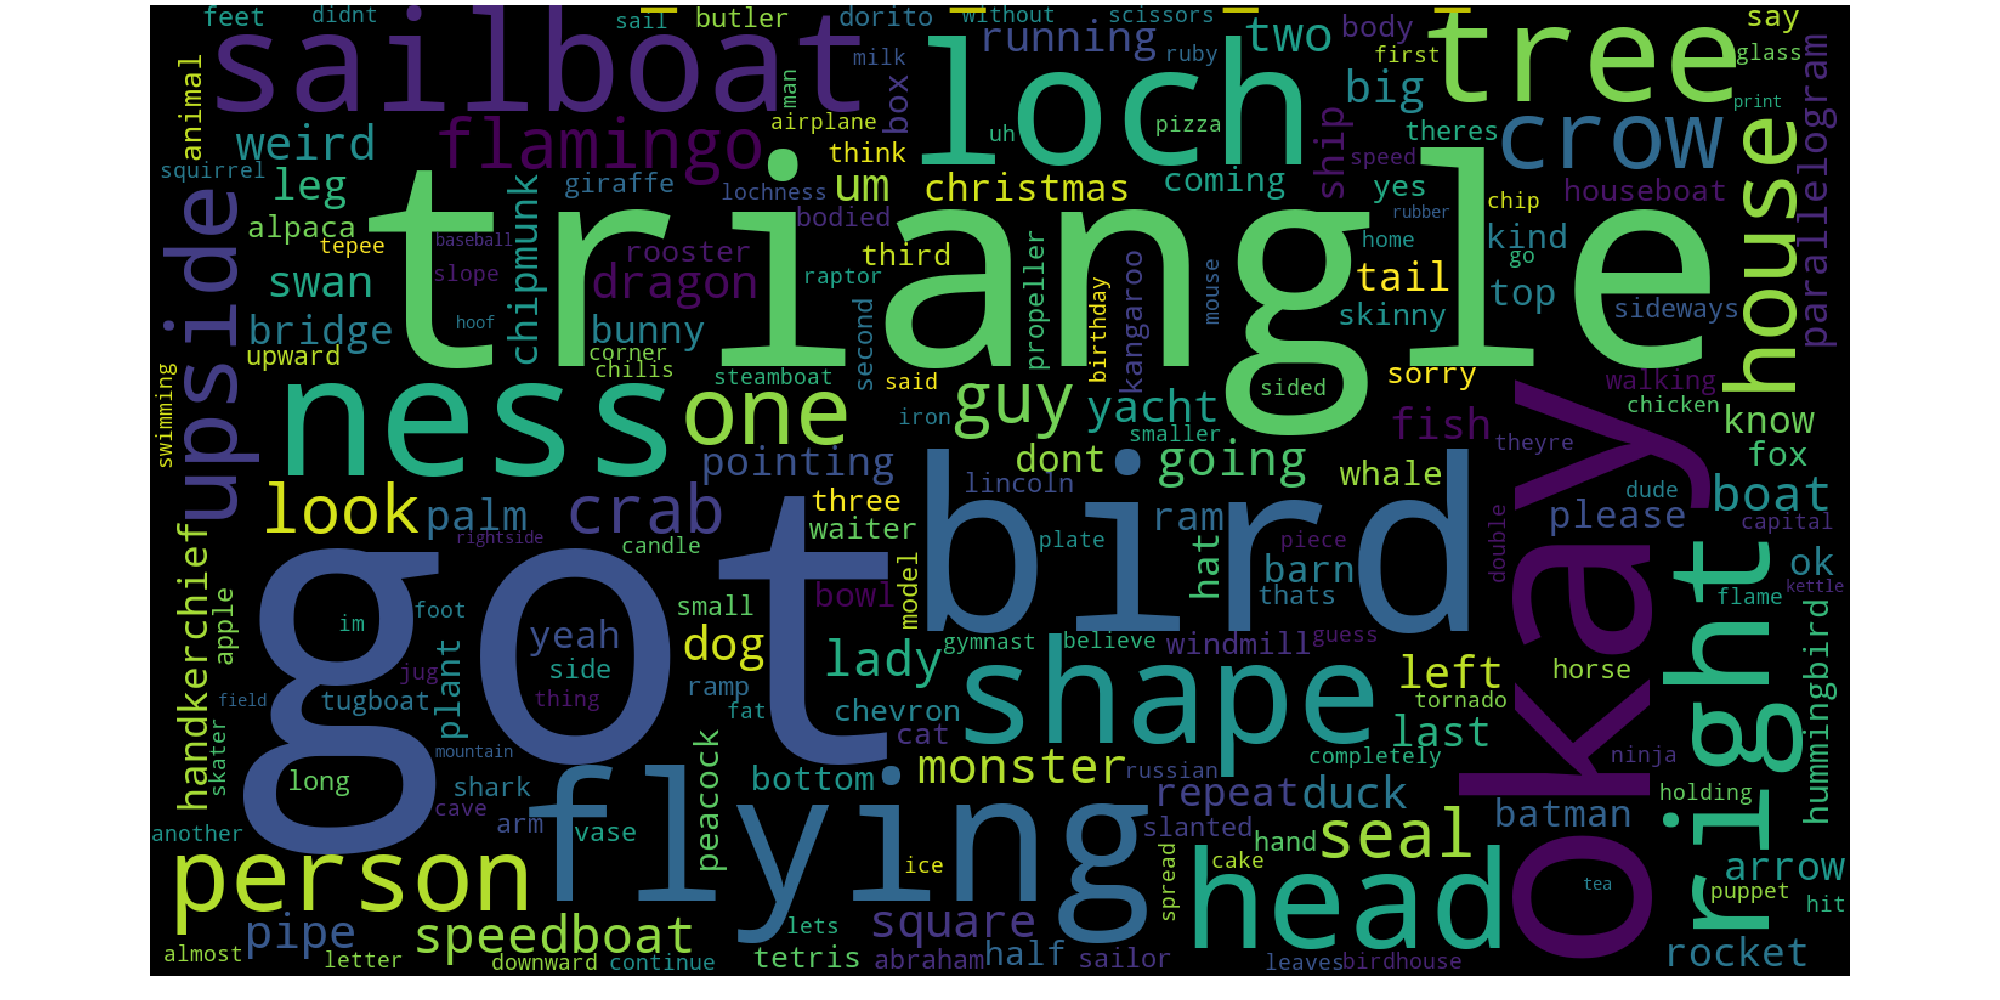 feet didnt sail butler dorito without scissors say
sailboat loch running two body first tree glass
animal milk ruby big parallelogram
man box
weird flamingo airplane uh pizza ship theres print crow
squirrel think speed
leg giraffe lochness um christmas coming yes houseboat house
upside alpaca chipmunk bodied rubber chip
tepee baseball rooster triangle third propeller home kind
swan slope dragon raptor kangaroo mouse tail go top sideways
bridge hoof bunny second birthday skinny
upward corner
swimming chilis steamboat said sided sorry walking
ness one iron guy yacht fish chicken know
smaller theyre
pointing dont going whale fox
look palm crab three lincoln ram double dude boat
handkerchief rightside waiter please capital
candle bird plate hat piece barn okay right ok
apple im foot small bowl model thats flame kettle
got yeah dog gymnast believe windmill guess hummingbird
jug side lady left horse
field tugboat plant thing ramp fat chevron shape tornado
skater mountain peacock cat last
long shark bottom monster russian completely ninja
cave flying repeat duck holding
another arm vase slanted hand seal batman
person ice spread cake head arrow
tea puppet hit
pipe speedboat lets square
almost letter downward continue tetris abraham half sailor leaves birdhouse rocket